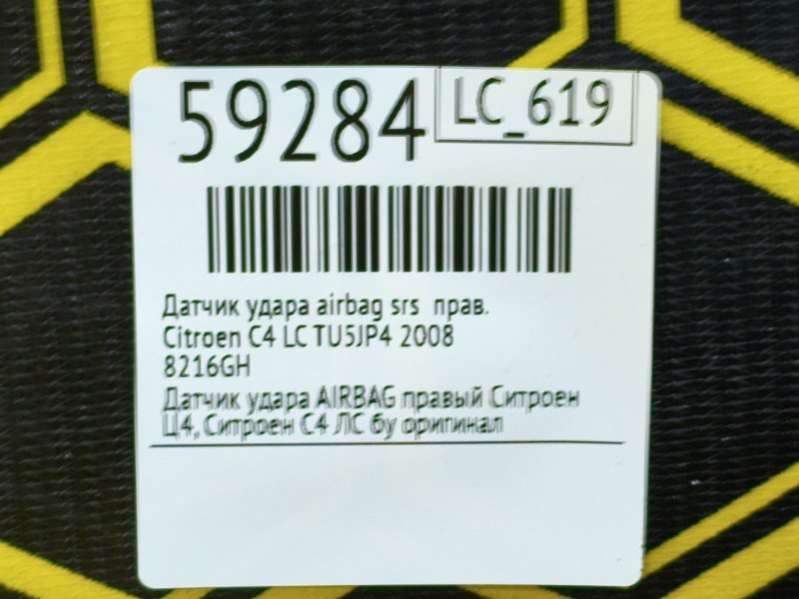 59284
LC_619
Датчик удара airbag srs прав.
Citroen C4 LC TU5JP4 2008
8216GH
Датчик удара AIRBAG правый Ситроен
Ц4, Ситроен С4 ЛС бу оригинал